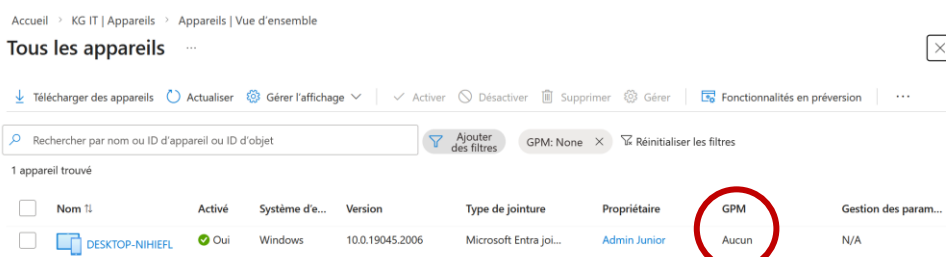 Accueil > KG IT | Appareils > Appareils | Vue d'ensemble
Tous les appareils ...
Télécharger des appareils Actualiser Gérer l'affichage Activer Désactiver Supprimer Gérer Fonctionnalités en préversion ...
Rechercher par nom ou ID d'appareil ou ID d'objet Ajouter des filtres GPM: None × Réinitialiser les filtres
1 appareil trouvé
Nom ↑↓ Activé Système d'e... Version Type de jointure Propriétaire GPM Gestion des param...
DESKTOP-NIHIEFL Oui Windows 10.0.19045.2006 Microsoft Entra joi... Admin Junior Aucun N/A